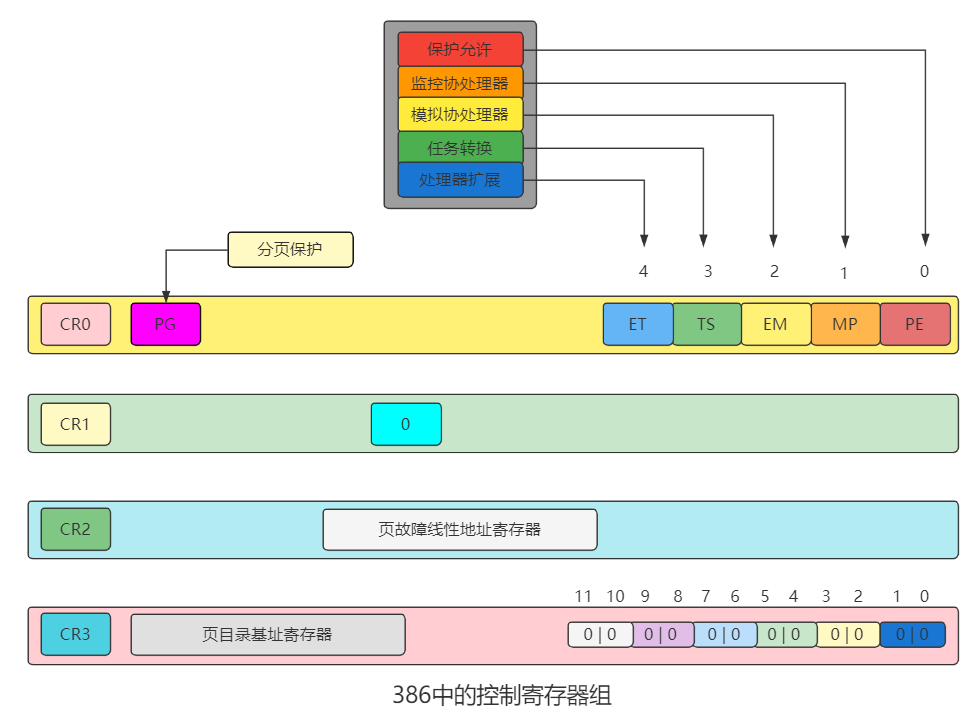 保护允许
监控协处理器
模拟协处理器
任务转换
处理器扩展
分页保护
4 3 2 1 0
CR0 PG ET TS EM MP PE
CR1 0
CR2 页故障线性地址寄存器
11 10 9 8 7 6 5 4 3 2 1 0
CR3 页目录基址寄存器 0|0 0|0 0|0 0|0 0|0 0|0
386中的控制寄存器组